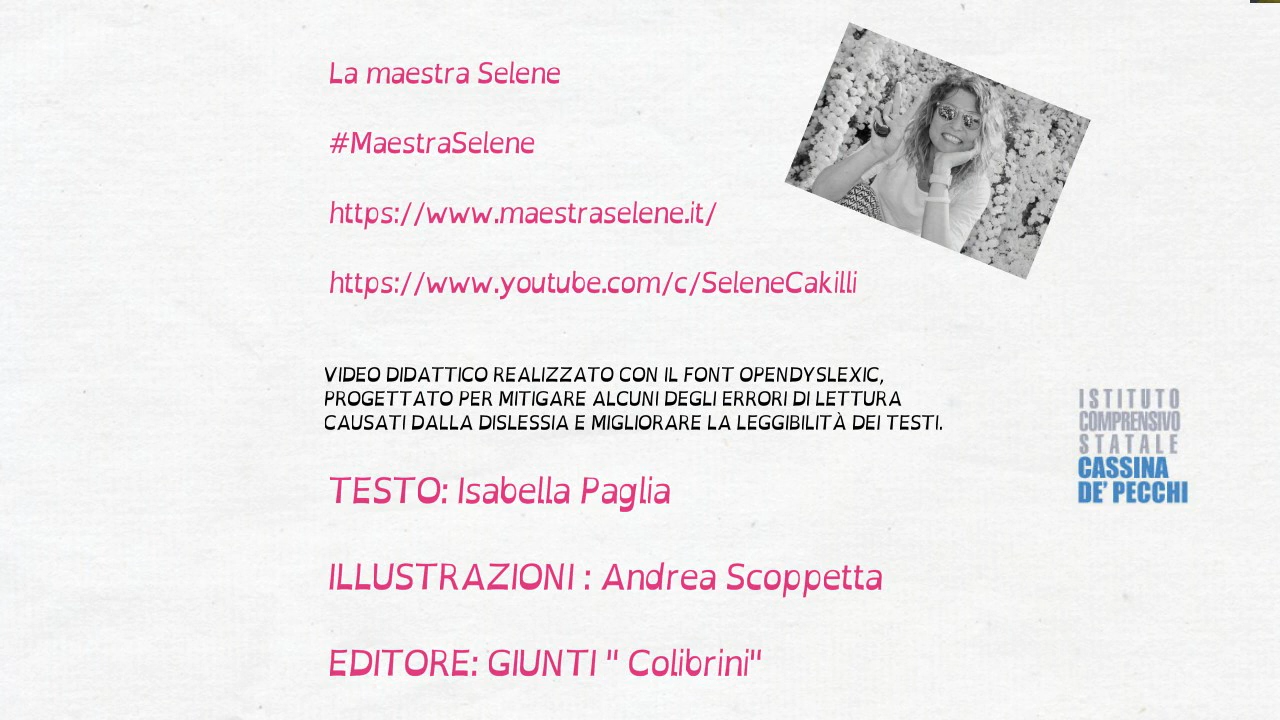 La maestra Selene
#MaestraSelene
https://www.maestraselene.it/
https://www.youtube.com/c/SeleneCakilli
VIDEO DIDATTICO REALIZZATO CON IL FONT OPENDYSLEXIC,
PROGETTATO PER MITIGARE ALCUNI DEGLI ERRORI DI LETTURA
CAUSATI DALLA DISLESSIA E MIGLIORARE LA LEGGIBILITÀ DEI TESTI.
ISTITUTO
COMPRENSIVO
STATALE
CASSINA
DE' PECCHI
TESTO: Isabella Paglia
ILLUSTRAZIONI : Andrea Scoppetta
EDITORE: GIUNTI " Colibrini"